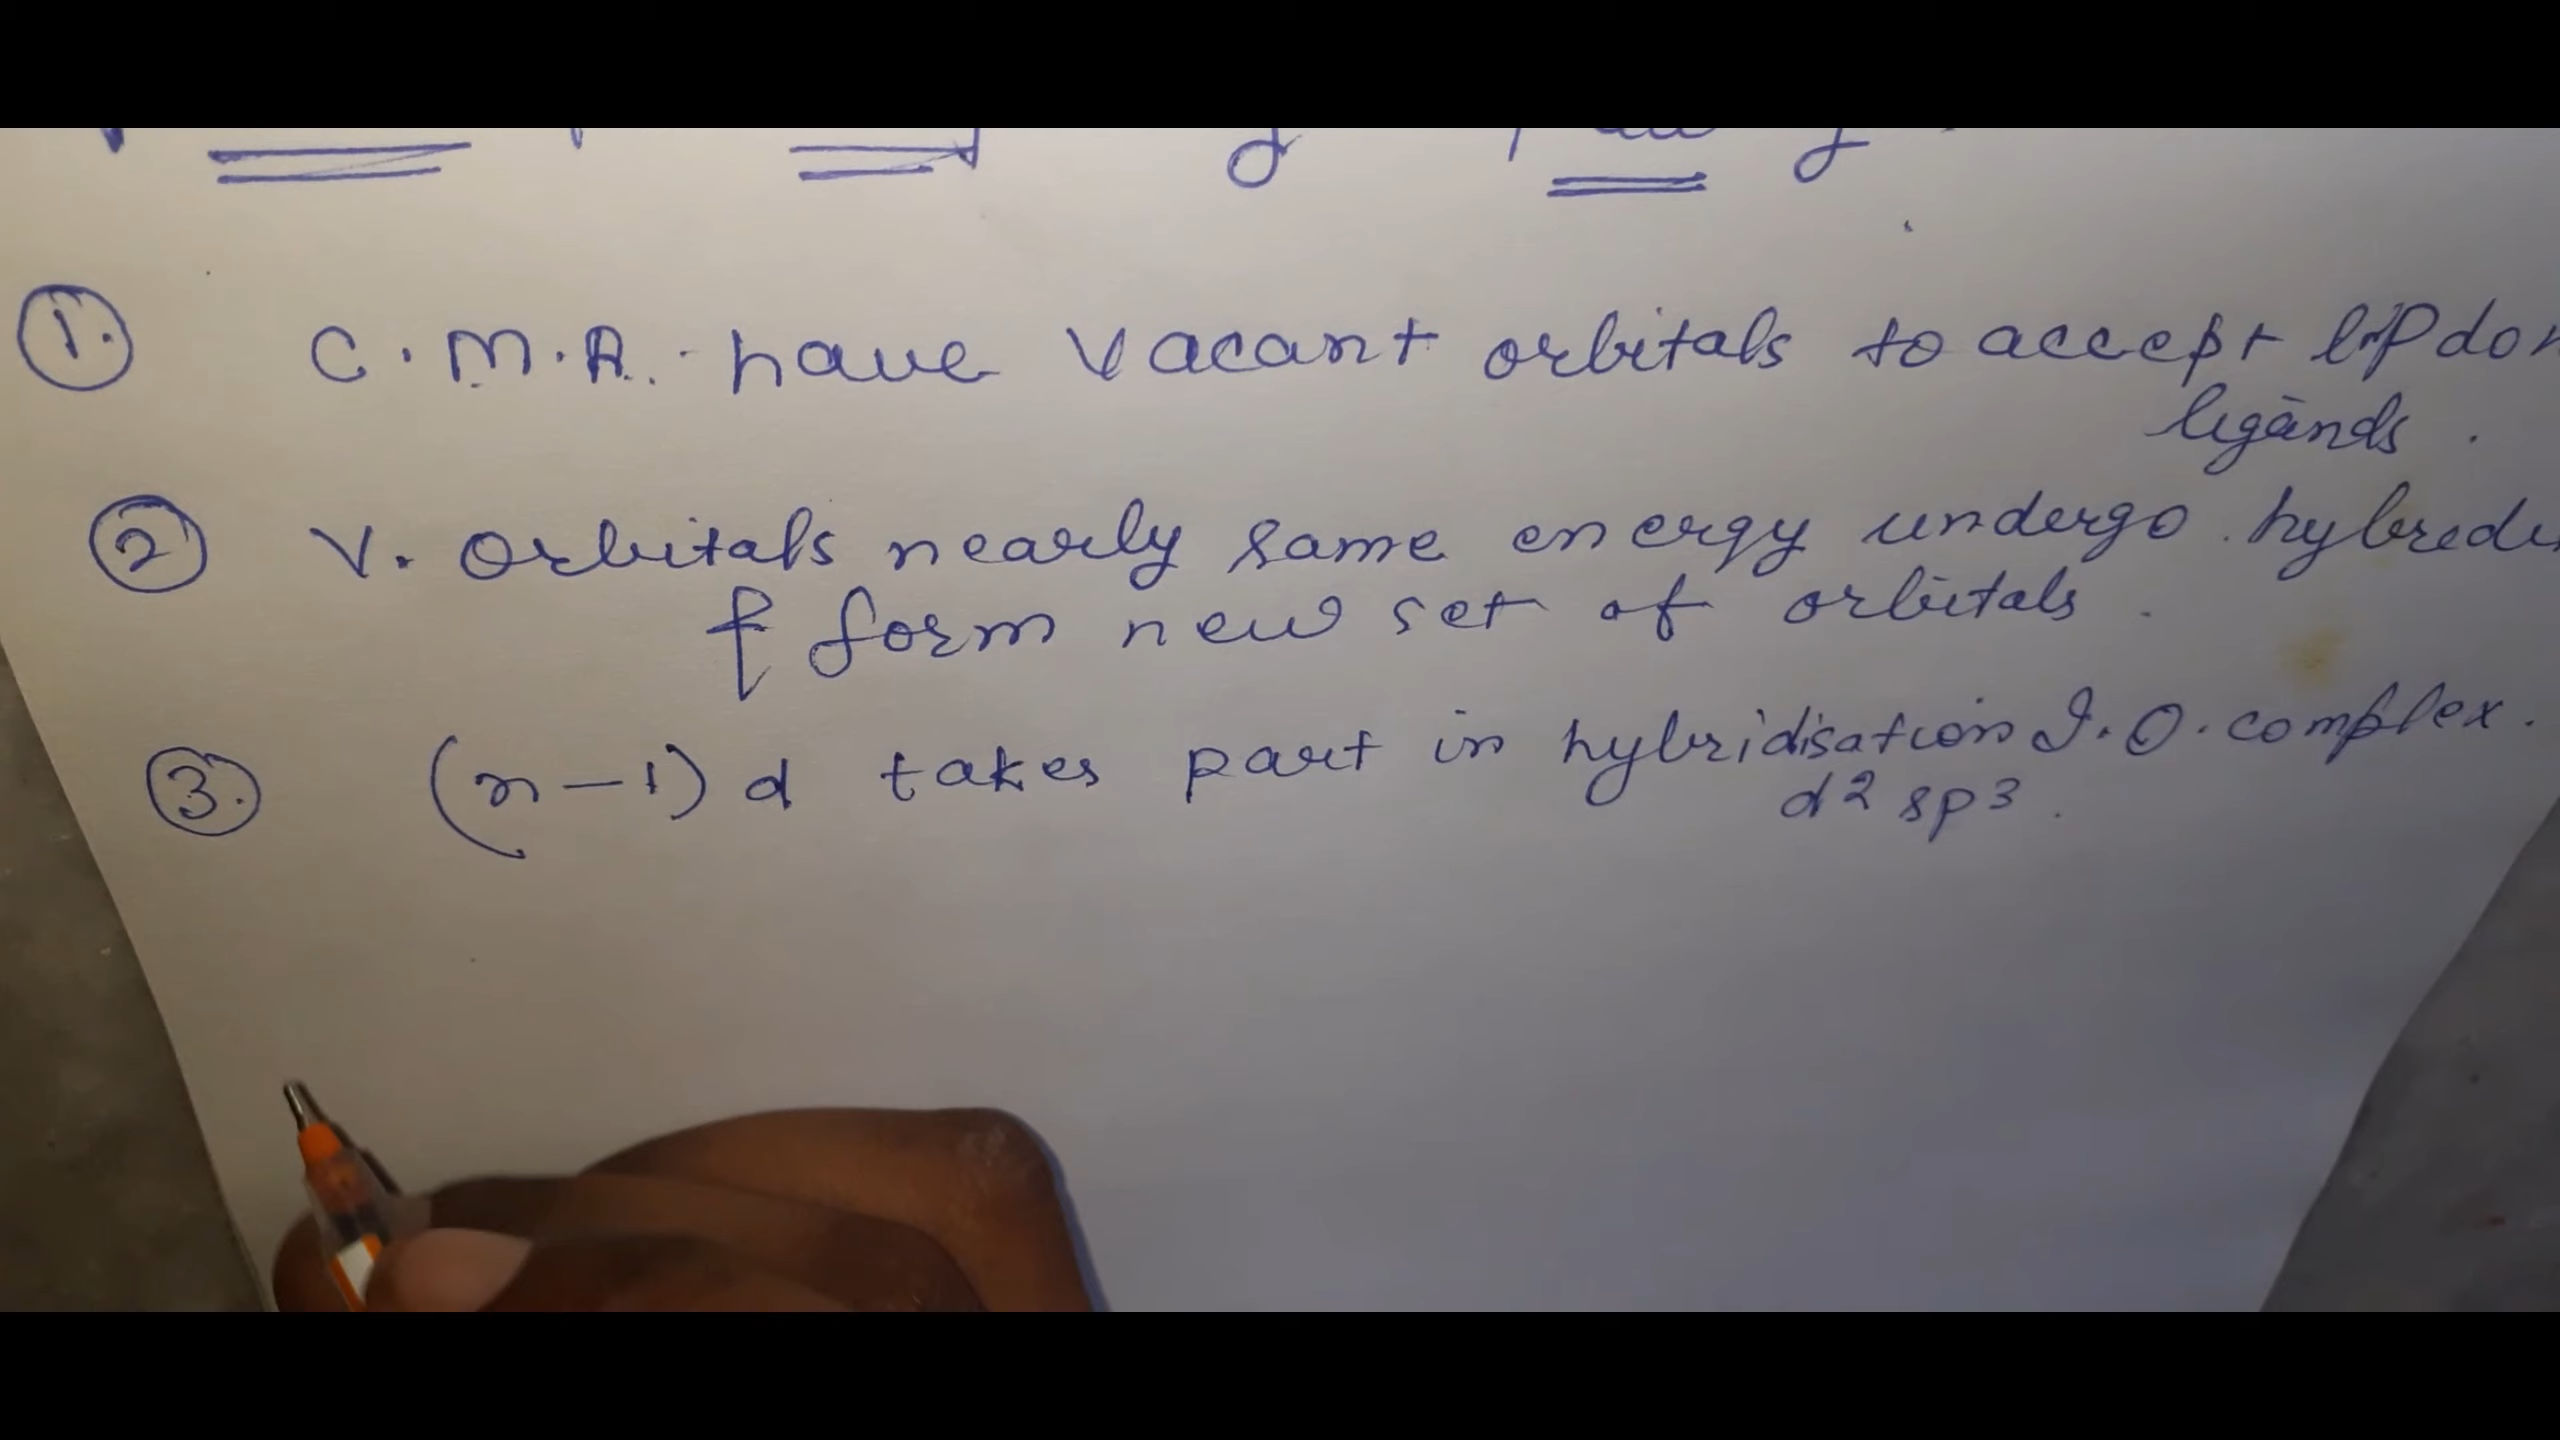 1. C.M.A. have vacant orbitals to accept l.p don
ligands.
2 V. orbitals nearly same energy undergo hybredi
f form new set of orbitals.
3. (n-1) d takes part in hybridisation I.O. complex.
d² sp³.